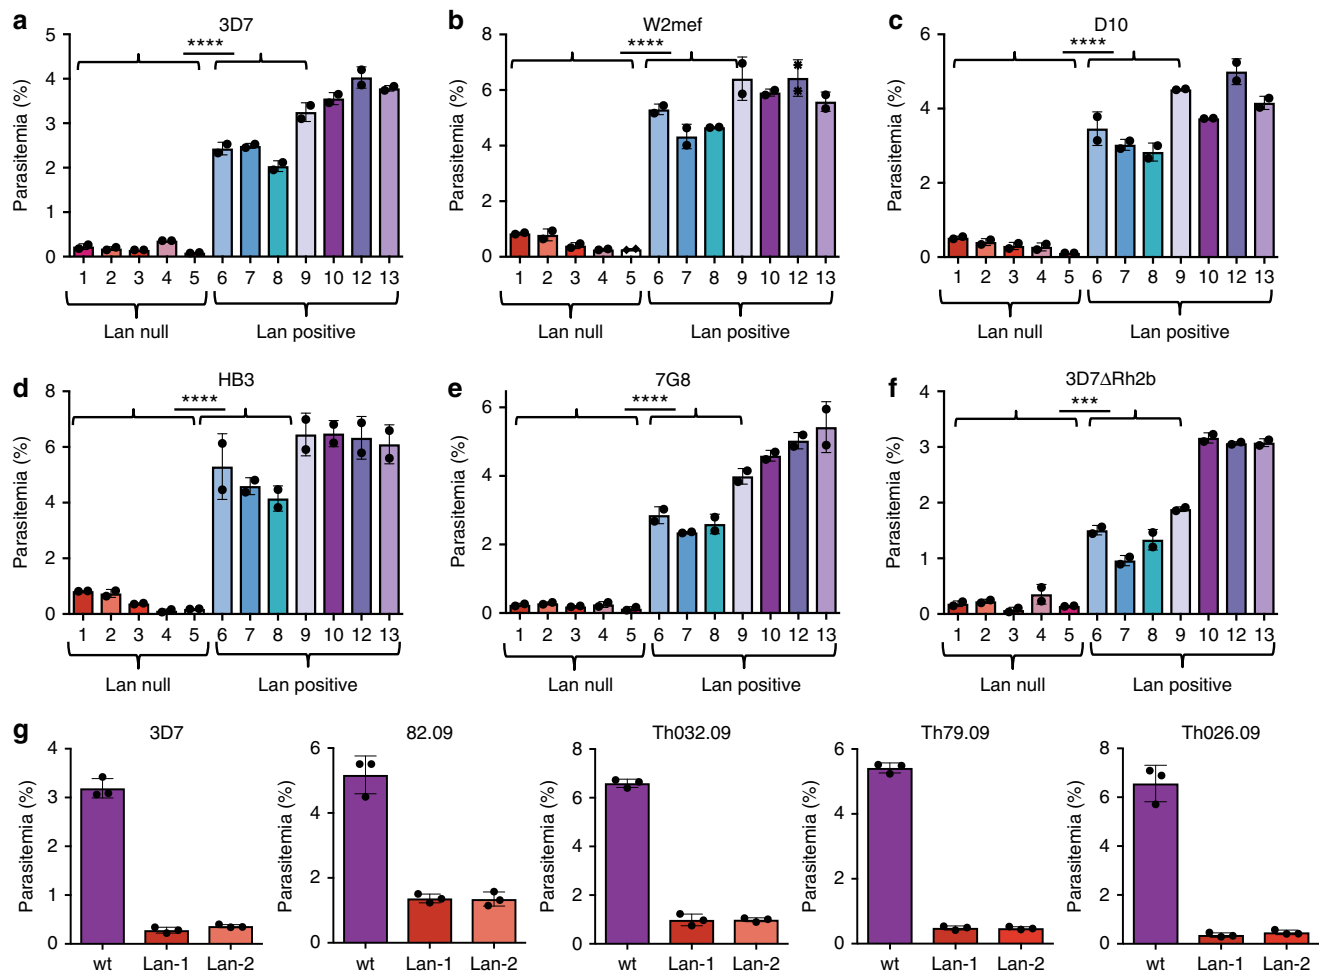 a 3D7
Parasitemia (%)
5
4
3
2
1
0
****
1 2 3 4 5 6 7 8 9 10 12 13
Lan null Lan positive
b W2mef
Parasitemia (%)
8
6
4
2
0
****
1 2 3 4 5 6 7 8 9 10 12 13
Lan null Lan positive
c D10
Parasitemia (%)
6
4
2
0
****
1 2 3 4 5 6 7 8 9 10 12 13
Lan null Lan positive
d HB3
Parasitemia (%)
8
6
4
2
0
****
1 2 3 4 5 6 7 8 9 10 12 13
Lan null Lan positive
e 7G8
Parasitemia (%)
6
4
2
0
****
1 2 3 4 5 6 7 8 9 10 12 13
Lan null Lan positive
f 3D7ΔRh2b
Parasitemia (%)
4
3
2
1
0
***
1 2 3 4 5 6 7 8 9 10 12 13
Lan null Lan positive
g 3D7
Parasitemia (%)
4
3
2
1
0
wt Lan-1 Lan-2
82.09
Parasitemia (%)
6
4
2
0
wt Lan-1 Lan-2
Th032.09
Parasitemia (%)
8
6
4
2
0
wt Lan-1 Lan-2
Th79.09
Parasitemia (%)
6
4
2
0
wt Lan-1 Lan-2
Th026.09
Parasitemia (%)
8
6
4
2
0
wt Lan-1 Lan-2